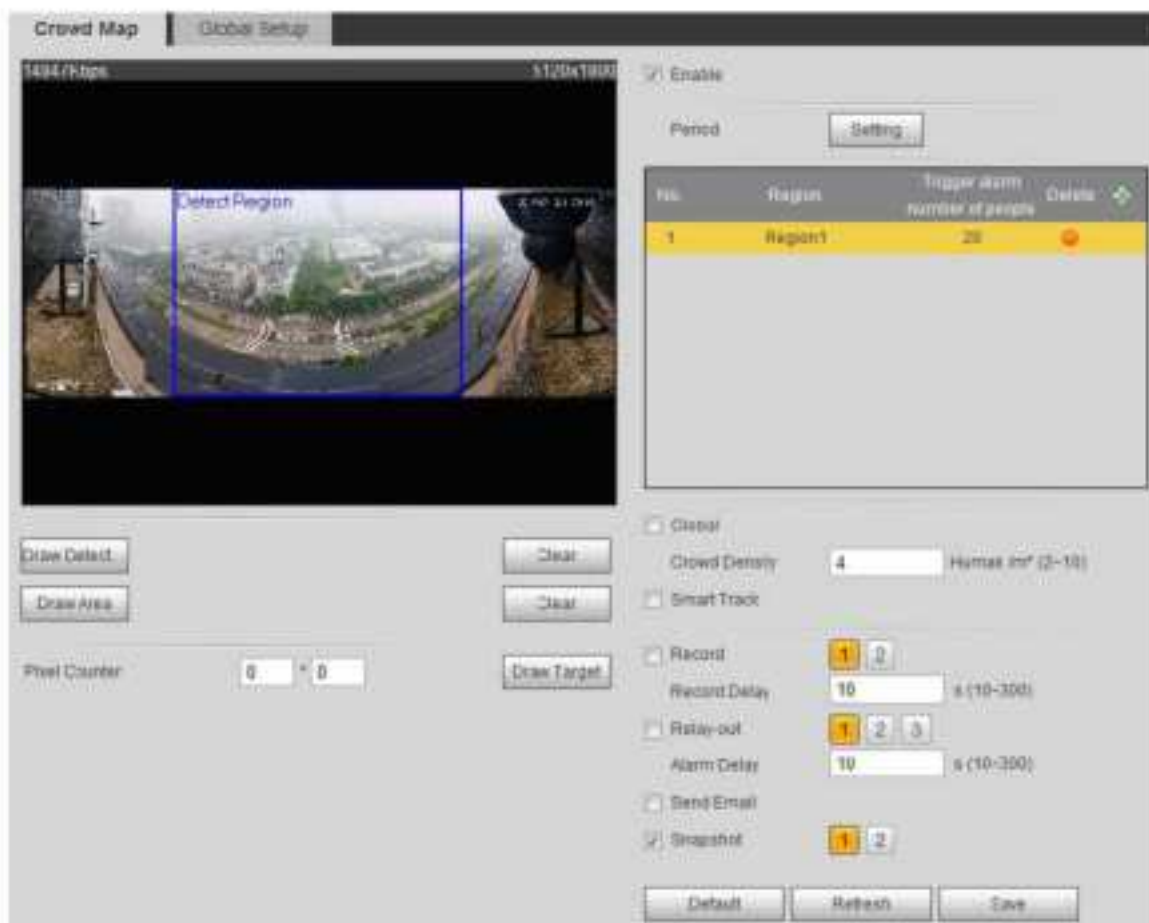 Crowd Map
Global Setup
5120x1800
Detect Region
Enable
Period
Setting
No.
Region
Trigger alarm number of people
Delete
1
Region1
20
Draw Detect.
Clear
Draw Area
Clear
Pixel Counter
0 * 0
Draw Target
Global
Crowd Density
4
Human /m² (2~10)
Smart Track
Record
1 2
Record Delay
10
s (10~300)
Relay-out
1 2 3
Alarm Delay
10
s (10~300)
Send Email
Snapshot
1 2
Default
Refresh
Save